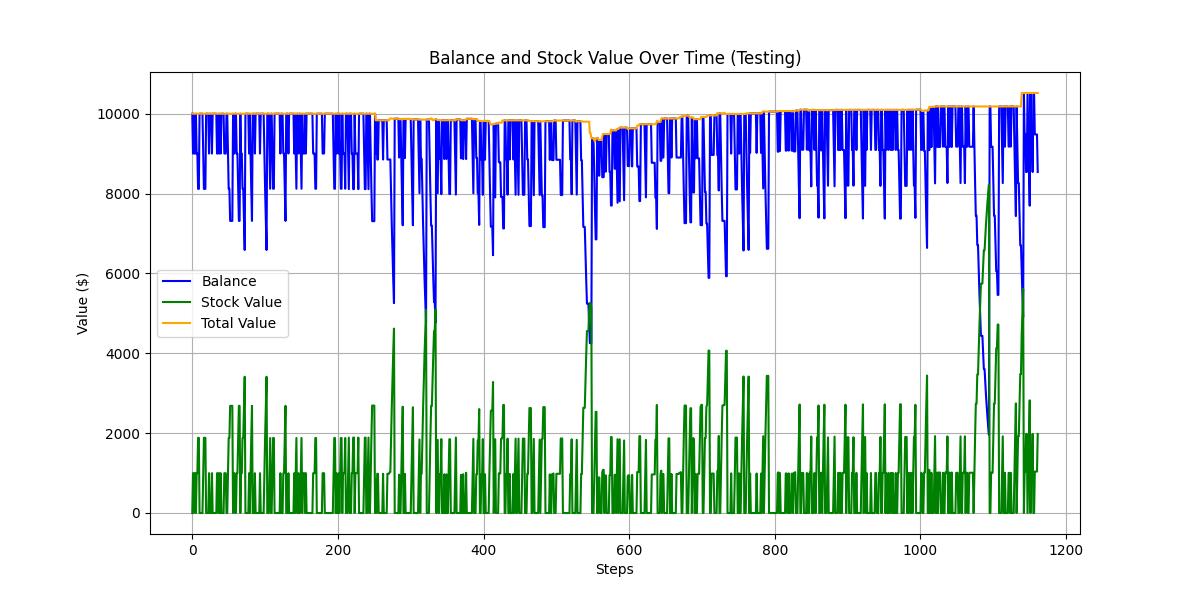 Balance and Stock Value Over Time (Testing)
Value ($)
10000
8000
6000
4000
2000
0
Balance
Stock Value
Total Value
0 200 400 600 800 1000 1200
Steps